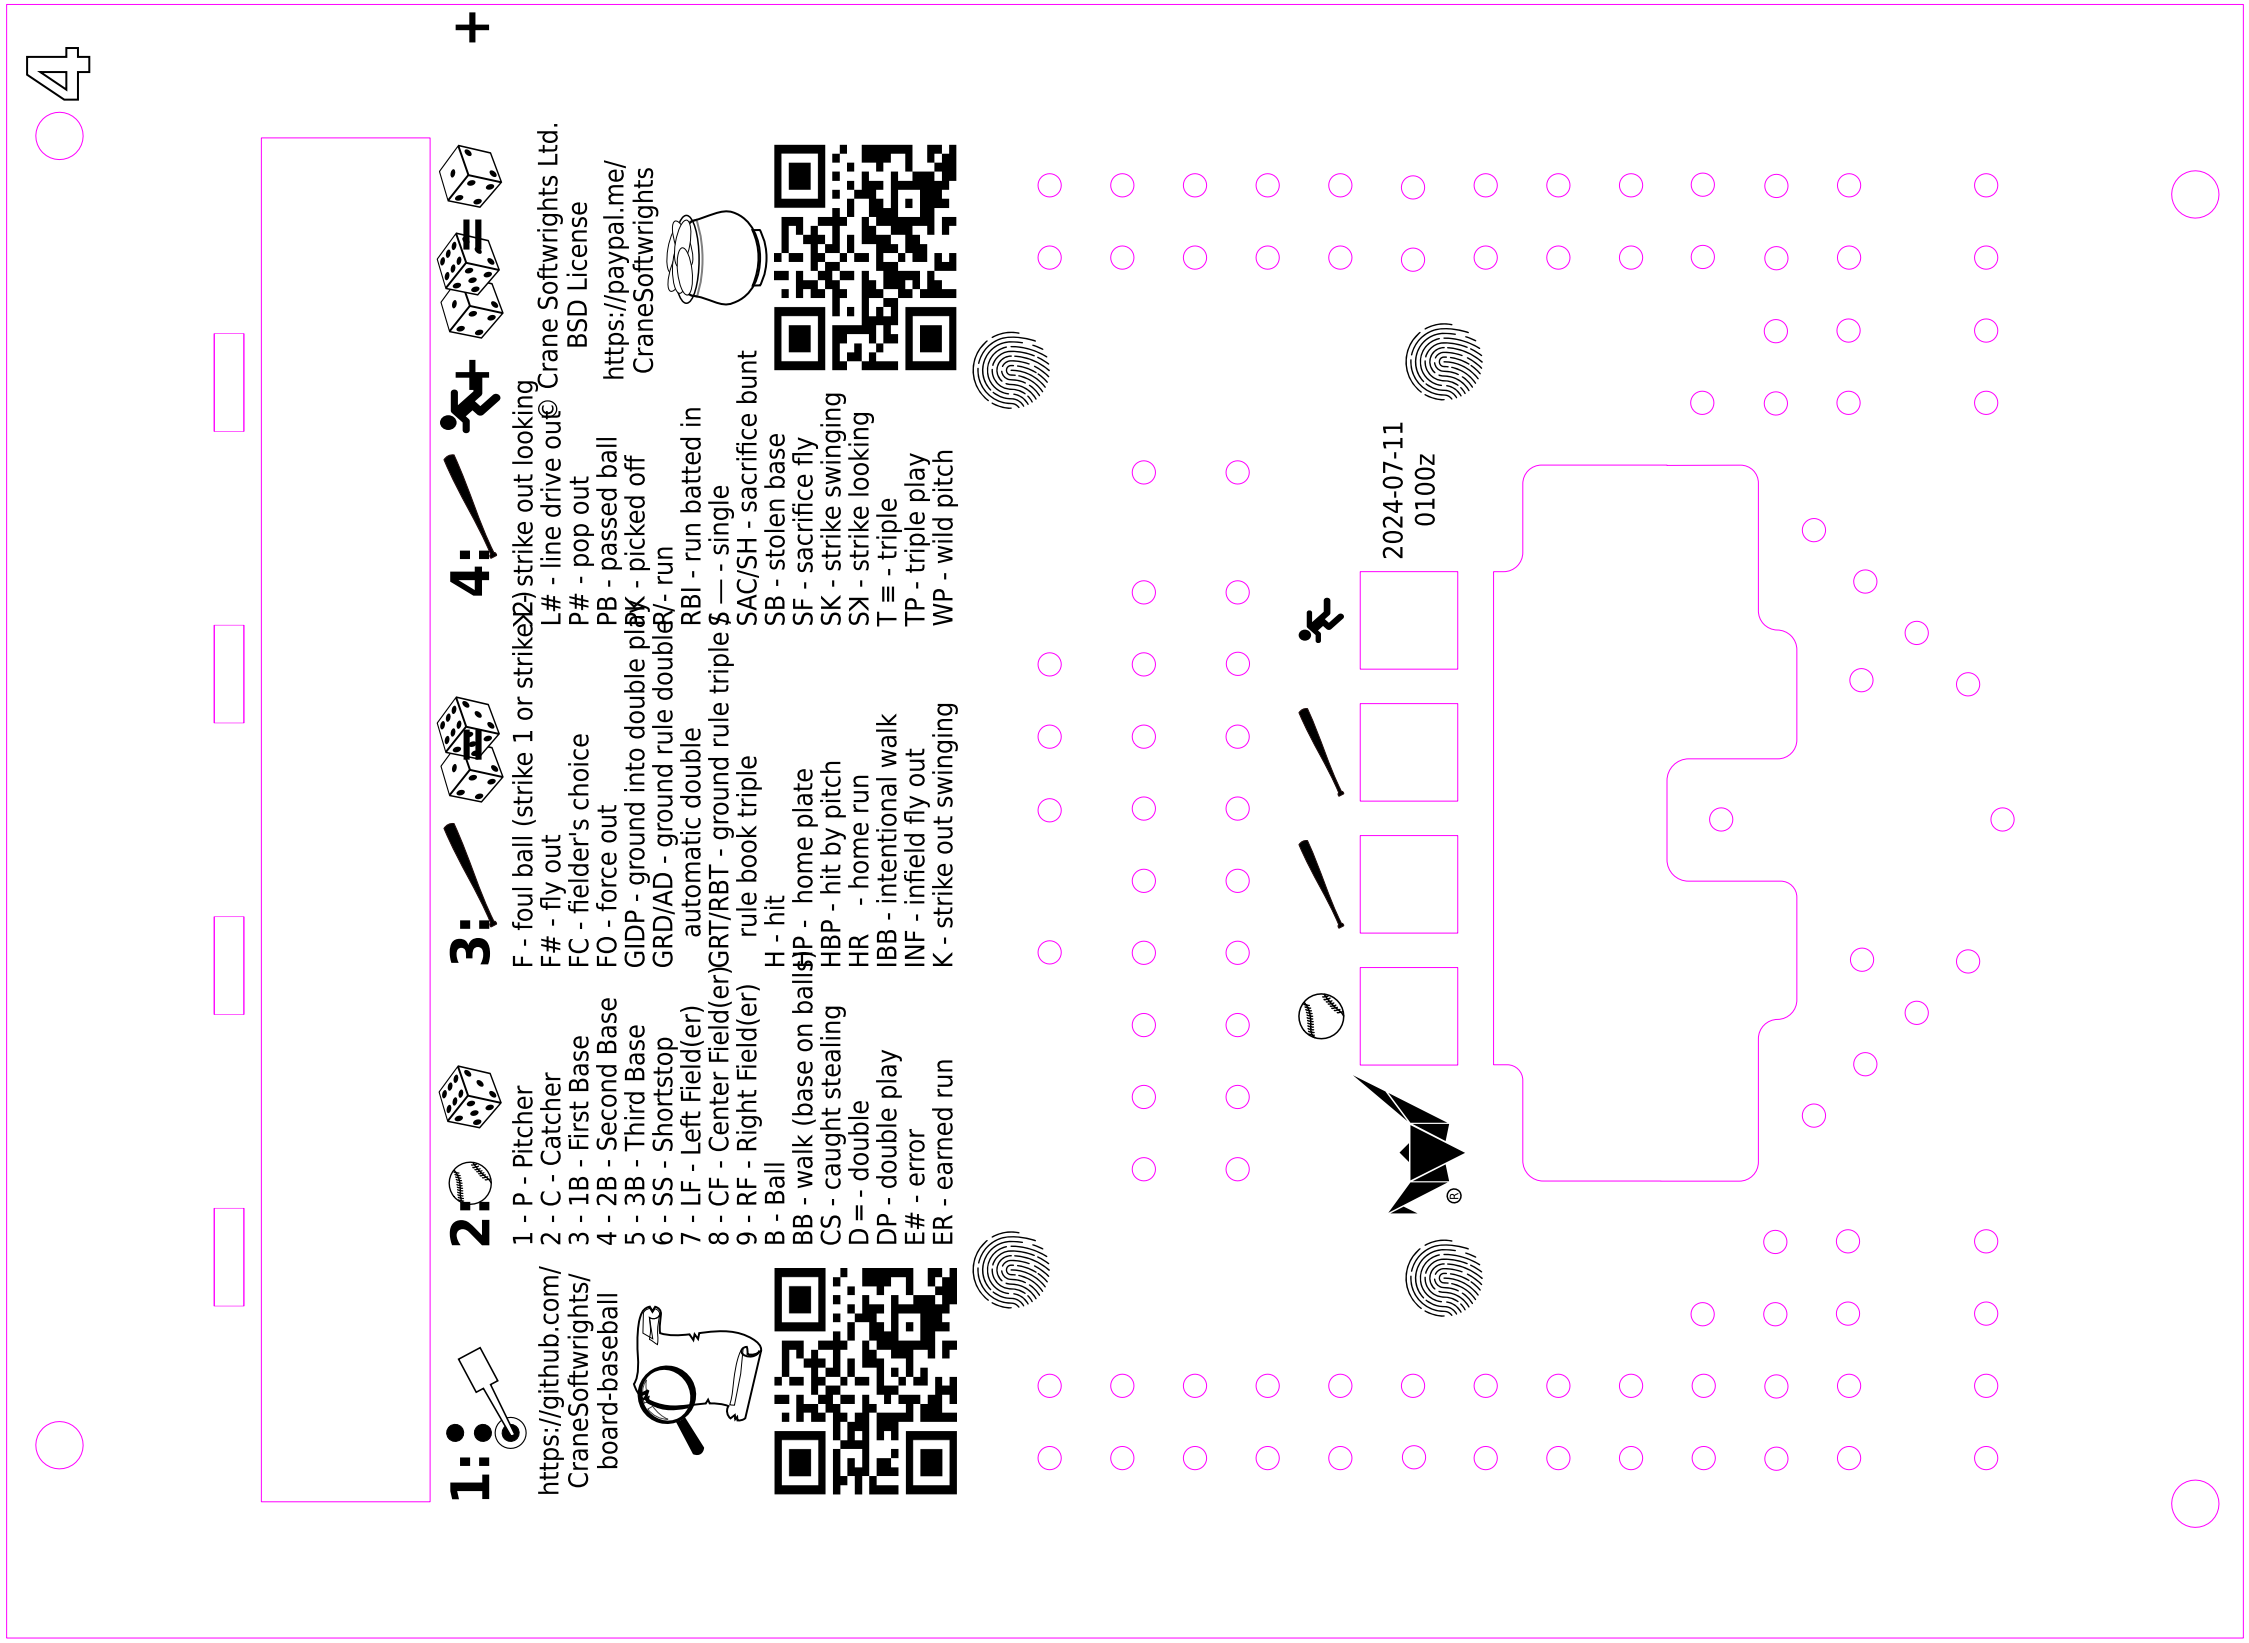 4
1:
2:
=
3:
=
4:
+
=
+
https://github.com/
CraneSoftwrights/
board-baseball
1 - P - Pitcher
2 - C - Catcher
3 - 1B - First Base
4 - 2B - Second Base
5 - 3B - Third Base
6 - SS - Shortstop
7 - LF - Left Field(er)
8 - CF - Center Field(er)
9 - RF - Right Field(er)
B - Ball
BB - walk (base on balls)
CS - caught stealing
D = - double
DP - double play
E# - error
ER - earned run
F - foul ball (strike 1 or strike 2)
F# - fly out
FC - fielder's choice
FO - force out
GIDP - ground into double play
GRD/AD - ground rule double/
automatic double
GRT/RBT - ground rule triple /
rule book triple
H - hit
HP - home plate
HBP - hit by pitch
HR - home run
IBB - intentional walk
INF - infield fly out
K - strike out swinging
ꓘ - strike out looking
L# - line drive out
P# - pop out
PB - passed ball
PK - picked off
R - run
RBI - run batted in
S — - single
SAC/SH - sacrifice bunt
SB - stolen base
SF - sacrifice fly
SK - strike swinging
Sꓘ - strike looking
T ≡ - triple
TP - triple play
WP - wild pitch
© Crane Softwrights Ltd.
BSD License
https://paypal.me/
CraneSoftwrights
2024-07-11
0100z
®